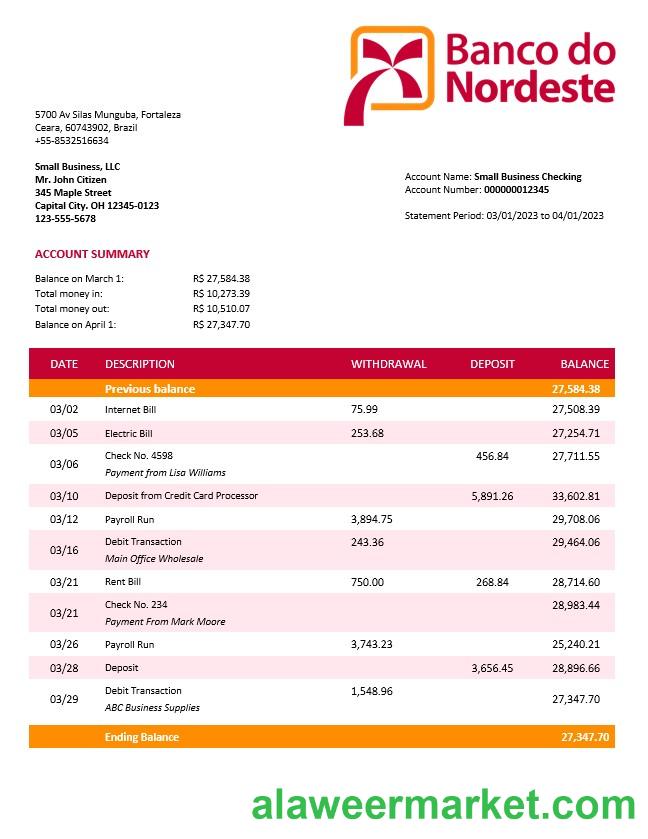 Banco do
Nordeste
5700 Av Silas Munguba, Fortaleza
Ceara, 60743902, Brazil
+55-8532516634
Small Business, LLC
Mr. John Citizen
345 Maple Street
Capital City. OH 12345-0123
123-555-5678
Account Name: Small Business Checking
Account Number: 000000012345
Statement Period: 03/01/2023 to 04/01/2023
ACCOUNT SUMMARY
Balance on March 1: R$ 27,584.38
Total money in: R$ 10,273.39
Total money out: R$ 10,510.07
Balance on April 1: R$ 27,347.70
DATE DESCRIPTION WITHDRAWAL DEPOSIT BALANCE
Previous balance 27,584.38
03/02 Internet Bill 75.99 27,508.39
03/05 Electric Bill 253.68 27,254.71
03/06 Check No. 4598 456.84 27,711.55
Payment from Lisa Williams
03/10 Deposit from Credit Card Processor 5,891.26 33,602.81
03/12 Payroll Run 3,894.75 29,708.06
03/16 Debit Transaction 243.36 29,464.06
Main Office Wholesale
03/21 Rent Bill 750.00 268.84 28,714.60
03/21 Check No. 234 28,983.44
Payment From Mark Moore
03/26 Payroll Run 3,743.23 25,240.21
03/28 Deposit 3,656.45 28,896.66
03/29 Debit Transaction 1,548.96 27,347.70
ABC Business Supplies
Ending Balance 27,347.70
alaweermarket.com